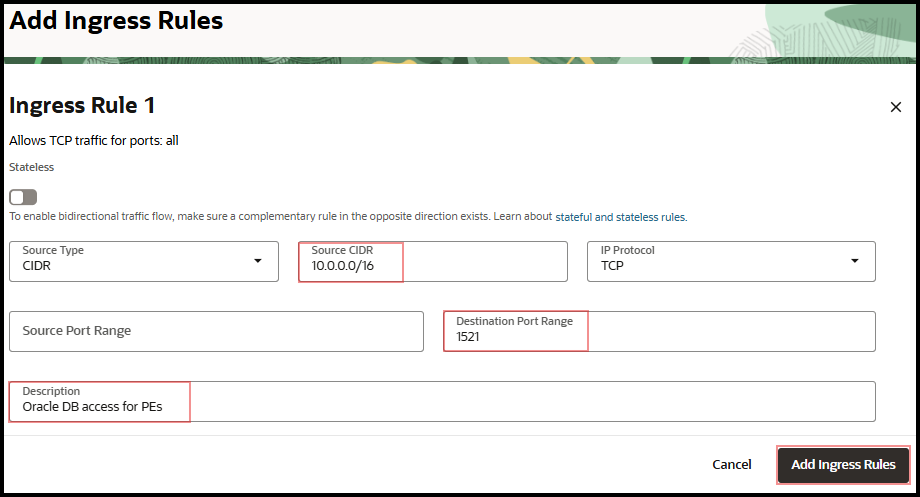 Add Ingress Rules
Ingress Rule 1
Allows TCP traffic for ports: all
Stateless
To enable bidirectional traffic flow, make sure a complementary rule in the opposite direction exists. Learn about stateful and stateless rules.
Source Type
CIDR
Source CIDR
10.0.0.0/16
IP Protocol
TCP
Source Port Range
Destination Port Range
1521
Description
Oracle DB access for PEs
Cancel
Add Ingress Rules